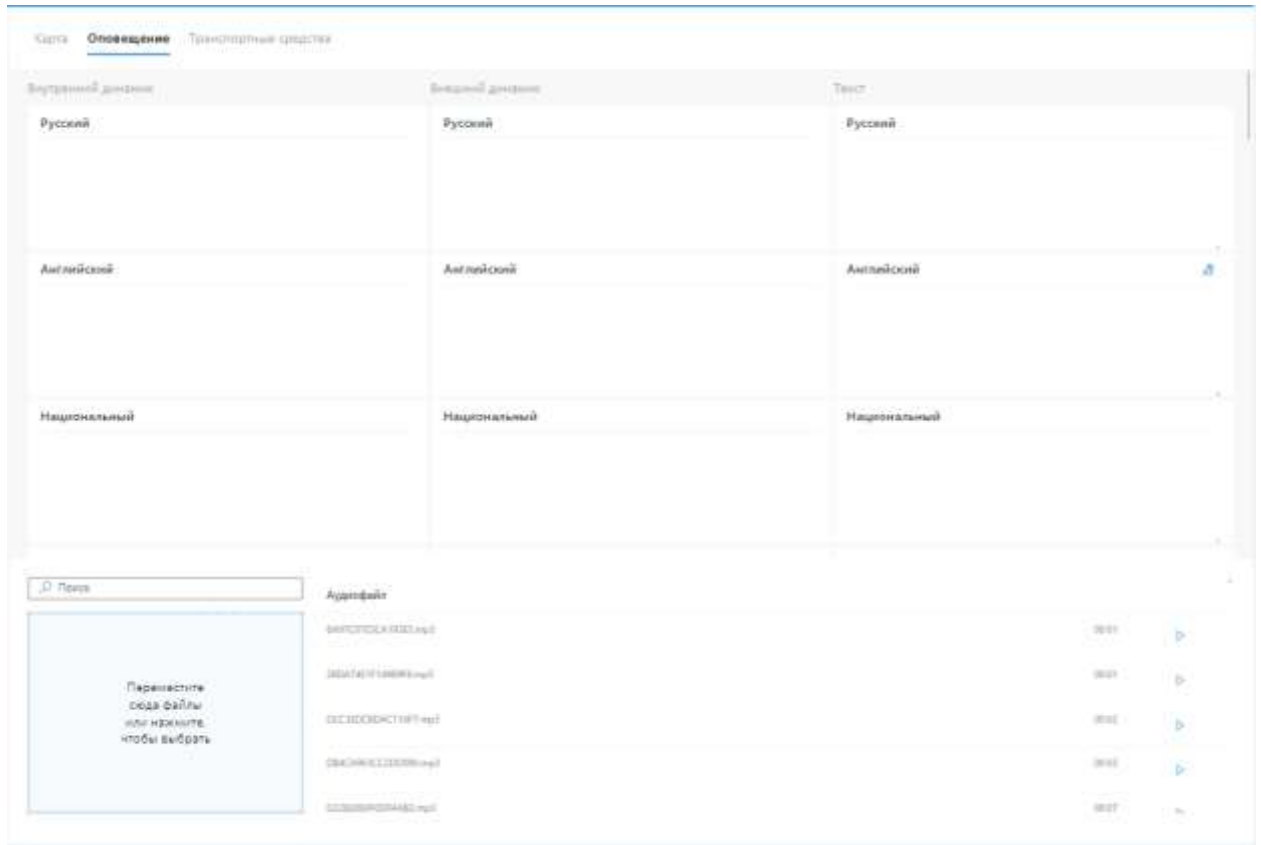 Карта Оповещение Транспортные средства
Внутренний динамик Внешний динамик Текст
Русский Русский Русский
Английский Английский Английский
Национальный Национальный Национальный
Поиск
Аудиофайл
Переместите
сюда файлы
или нажмите,
чтобы выбрать